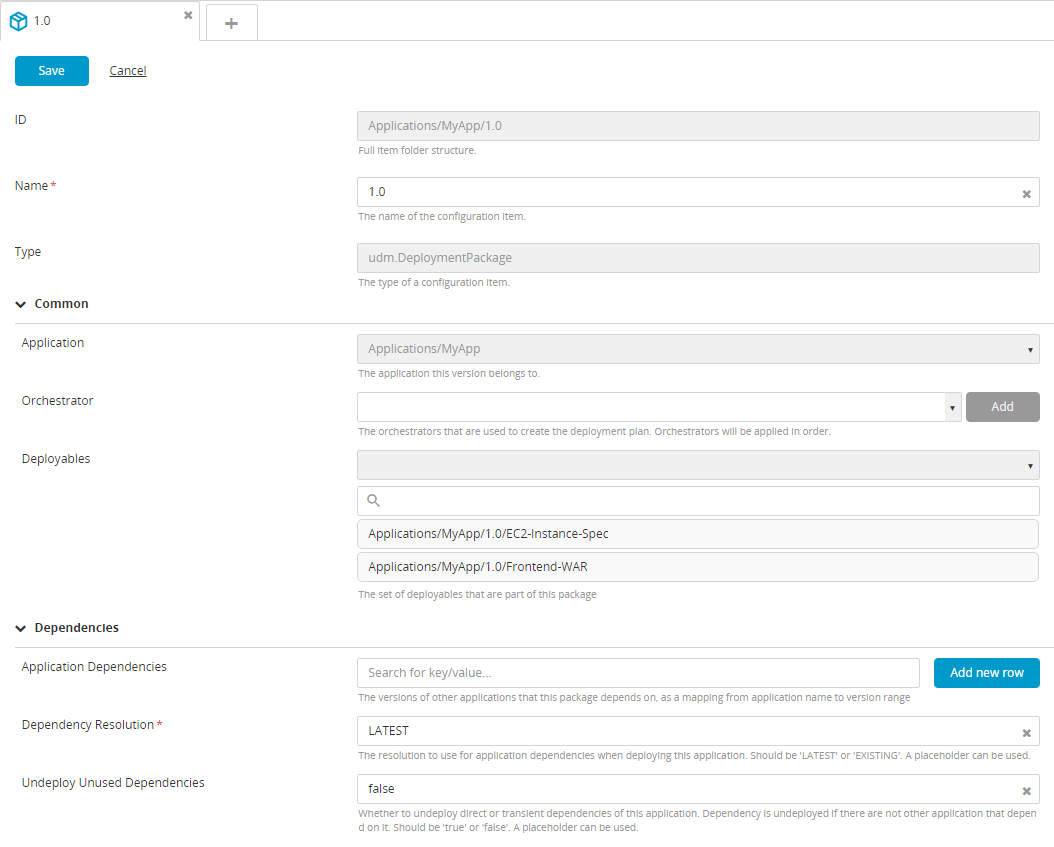 1.0
Save Cancel
ID
Applications/MyApp/1.0
Full item folder structure.
Name*
1.0
The name of the configuration item.
Type
udm.DeploymentPackage
The type of a configuration item.
Common
Application
Applications/MyApp
The application this version belongs to.
Orchestrator
Add
The orchestrators that are used to create the deployment plan. Orchestrators will be applied in order.
Deployables
Applications/MyApp/1.0/EC2-Instance-Spec
Applications/MyApp/1.0/Frontend-WAR
The set of deployables that are part of this package
Dependencies
Application Dependencies
Search for key/value... Add new row
The versions of other applications that this package depends on, as a mapping from application name to version range
Dependency Resolution*
LATEST
The resolution to use for application dependencies when deploying this application. Should be 'LATEST' or 'EXISTING'. A placeholder can be used.
Undeploy Unused Dependencies
false
Whether to undeploy direct or transient dependencies of this application. Dependency is undeployed if there are not other application that depen
d on it. Should be 'true' or 'false'. A placeholder can be used.